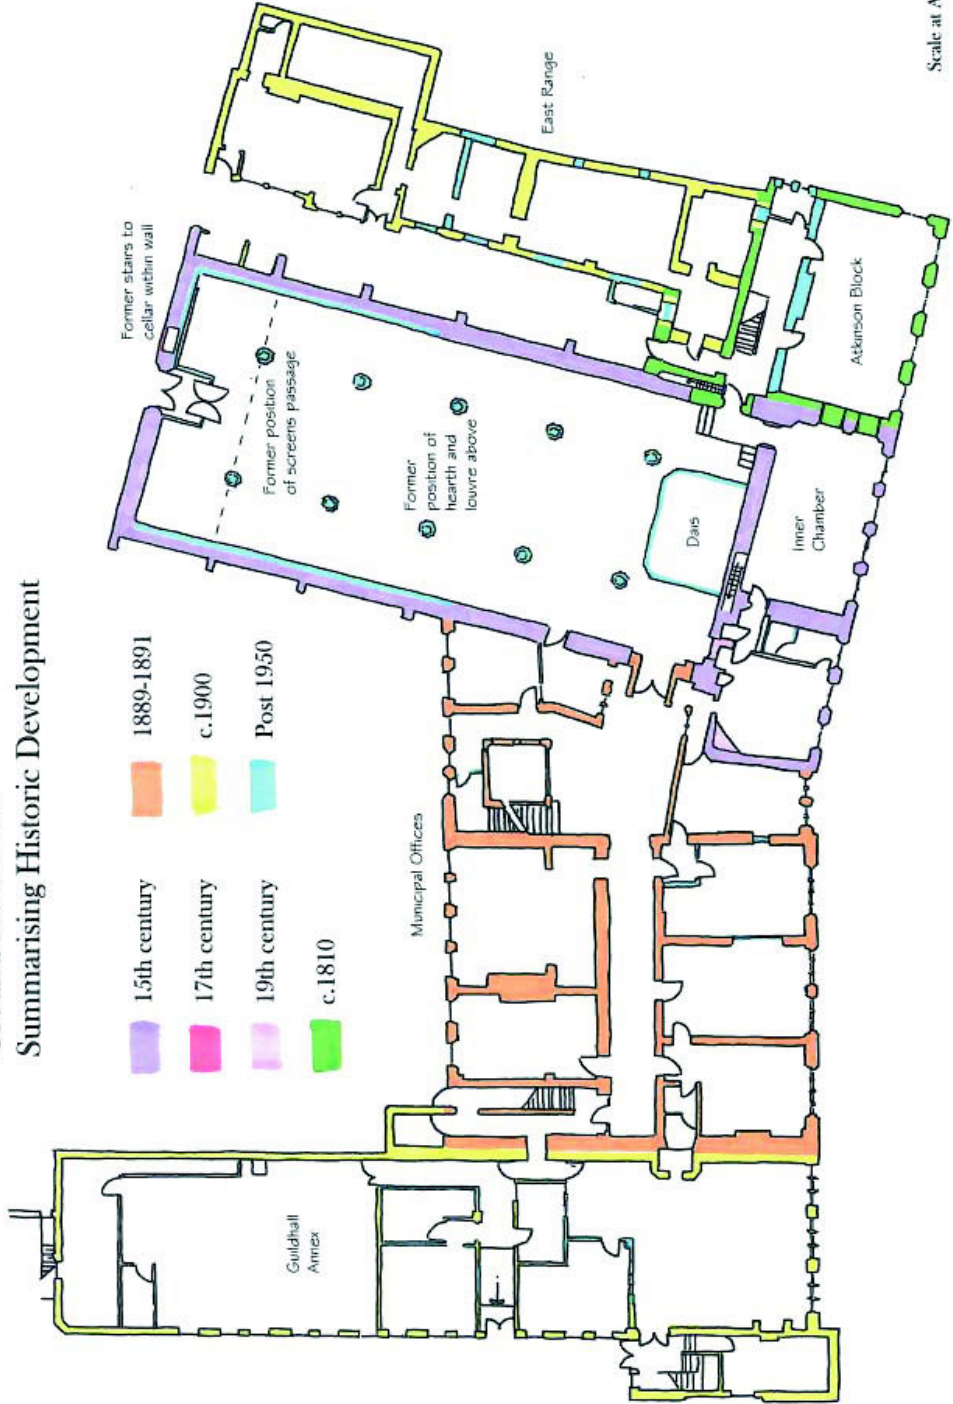 Summarising Historic Development
15th century
17th century
19th century
c.1810
1889-1891
c.1900
Post 1950
Guildhall
Annex
Municipal Offices
Former stairs to
cellar within wall
Former position
of screens passage
Former
position of
hearth and
louvre above
Dais
Inner
Chamber
Atkinson Block
East Range
Scale at A